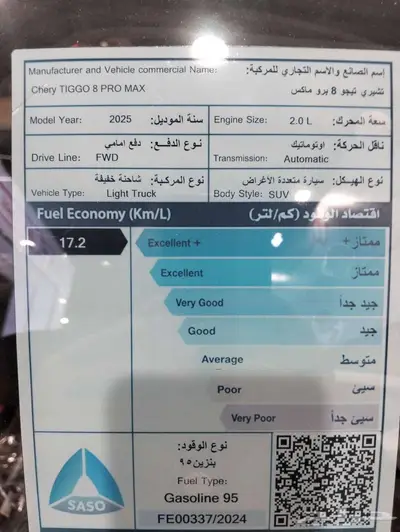 Manufacturer and Vehicle commercial Name: إسم الصانع والاسم التجاري للمركبة:
Chery TIGGO 8 PRO MAX تشيري تيجو 8 برو ماكس
Model Year: 2025 سنة الموديل:
Engine Size: 2.0 L سعة المحرك:
نوع الدفع: دفع امامي
Drive Line: FWD
ناقل الحركة: اوتوماتيك
Transmission: Automatic
نوع المركبة: شاحنة خفيفة
Vehicle Type: Light Truck
نوع الهيكل: سيارة متعددة الأغراض
Body Style: SUV
Fuel Economy (Km/L) اقتصاد الوقود (كم/لتر)
17.2 Excellent + ممتاز+
Excellent ممتاز
Very Good جيد جداً
Good جيد
Average متوسط
Poor سيئ
Very Poor سيئ جداً
نوع الوقود:
بنزين ٩٥
Fuel Type:
Gasoline 95
FE00337/2024
SASO